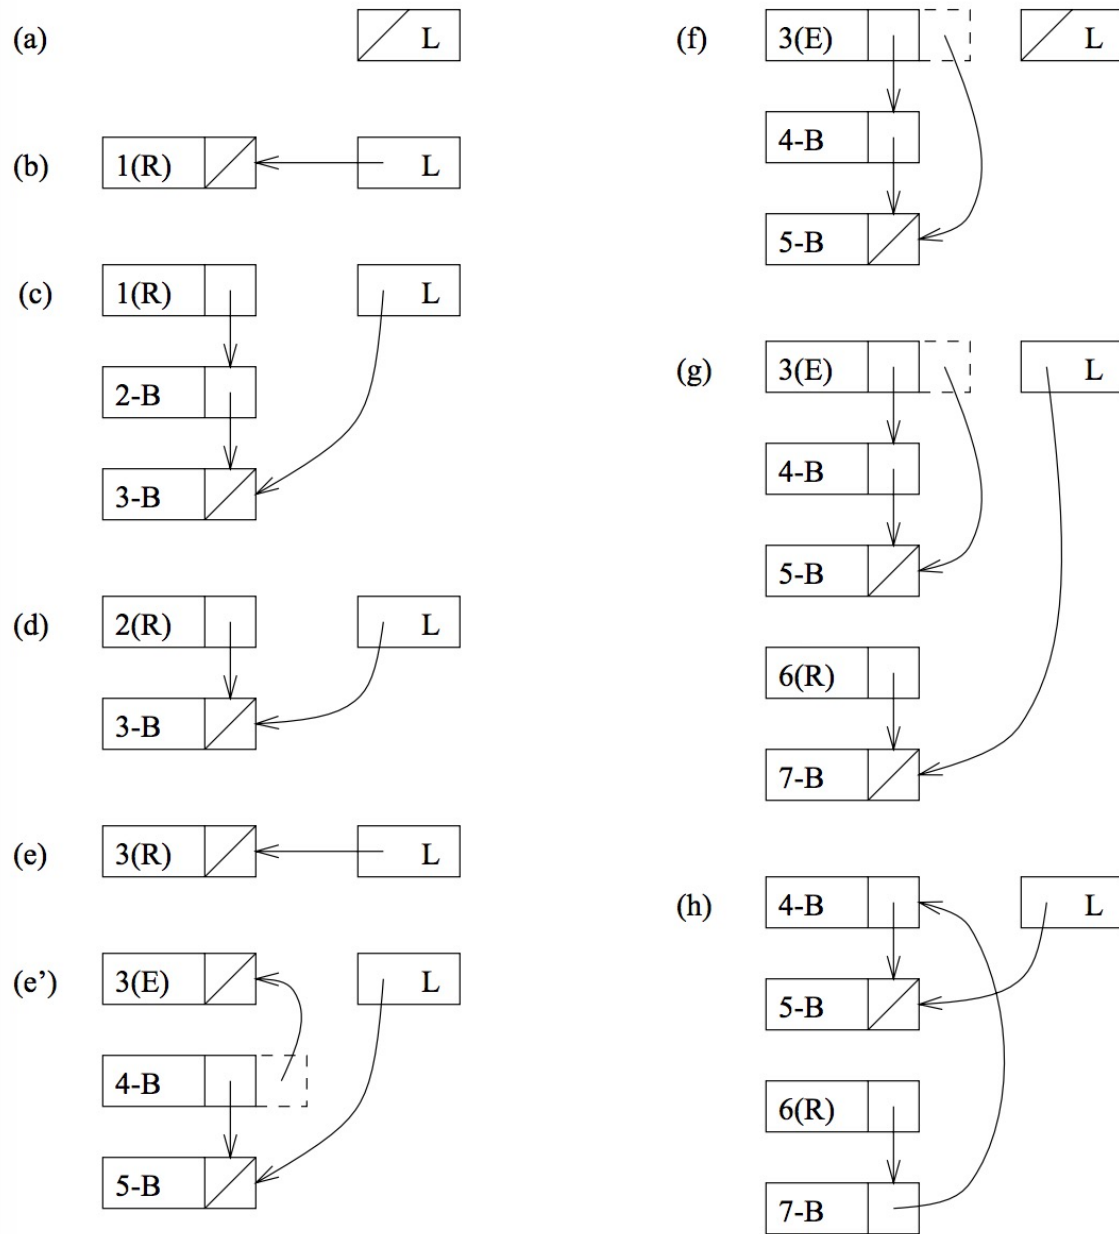 (a) L
(b) 1(R) L
(c) 1(R) L
2-B
3-B
(d) 2(R) L
3-B
(e) 3(R) L
(e’) 3(E) L
4-B
5-B
(f) 3(E) L
4-B
5-B
(g) 3(E) L
4-B
5-B
6(R)
7-B
(h) 4-B L
5-B
6(R)
7-B